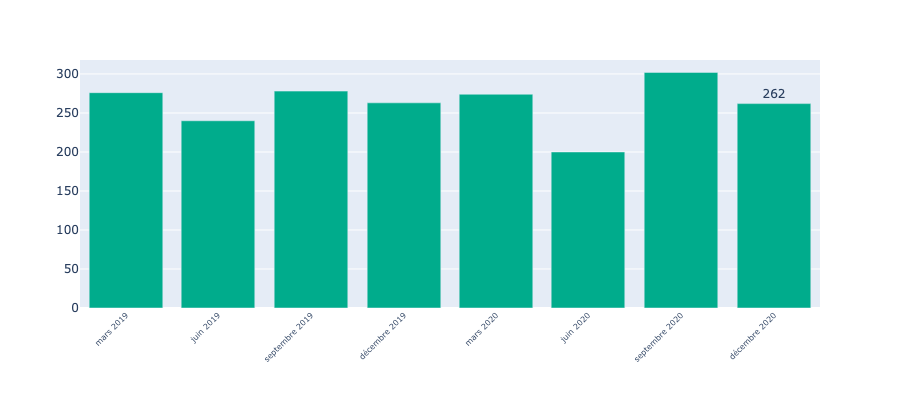 300
250
200
150
100
50
0
262
mars 2019
juin 2019
septembre 2019
décembre 2019
mars 2020
juin 2020
septembre 2020
décembre 2020